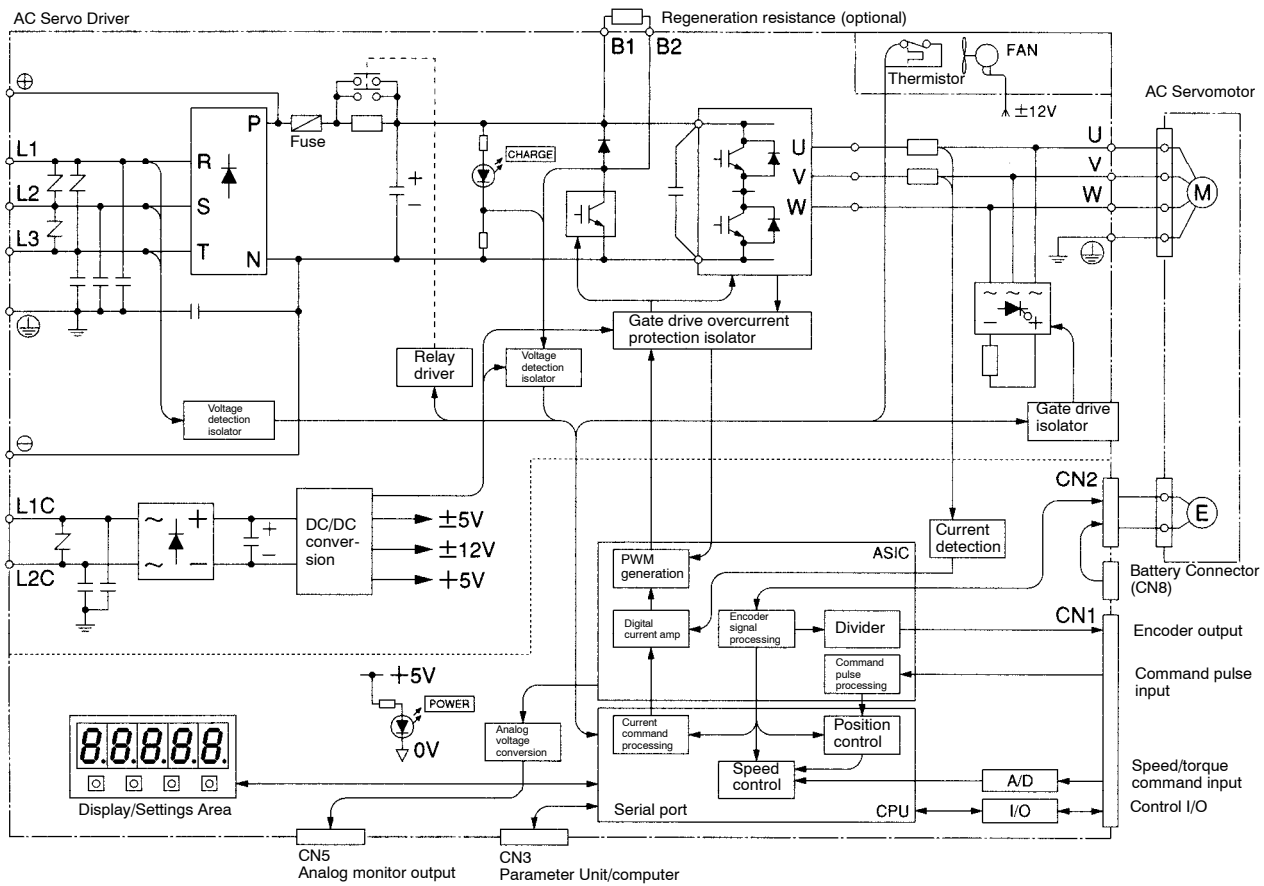 AC Servo Driver
Regeneration resistance (optional)
B1 B2
FAN
Thermistor
±12V
AC Servomotor
⊕
P
Fuse
CHARGE
U
U
L1
R
V
V
M
L2
+
S
−
W
W
L3
T
N
Gate drive overcurrent
protection isolator
~ ~ ~
− +
Relay
driver
Voltage
detection
isolator
Voltage
detection
isolator
Gate drive
isolator
⊖
CN2
L1C
~ +
+
−
~ −
L2C
DC/DC
conver-
sion
±5V
±12V
+5V
E
Current
detection
ASIC
PWM
generation
Battery Connector
(CN8)
Digital
current amp
Encoder
signal
processing
Divider
CN1
Encoder output
Command
pulse
processing
Command pulse
input
+5V
POWER
0V
Analog
voltage
conversion
Current
command
processing
Position
control
88888
Speed
control
A/D
Speed/torque
command input
Display/Settings Area
Serial port
CPU
I/O
Control I/O
CN5
Analog monitor output
CN3
Parameter Unit/computer